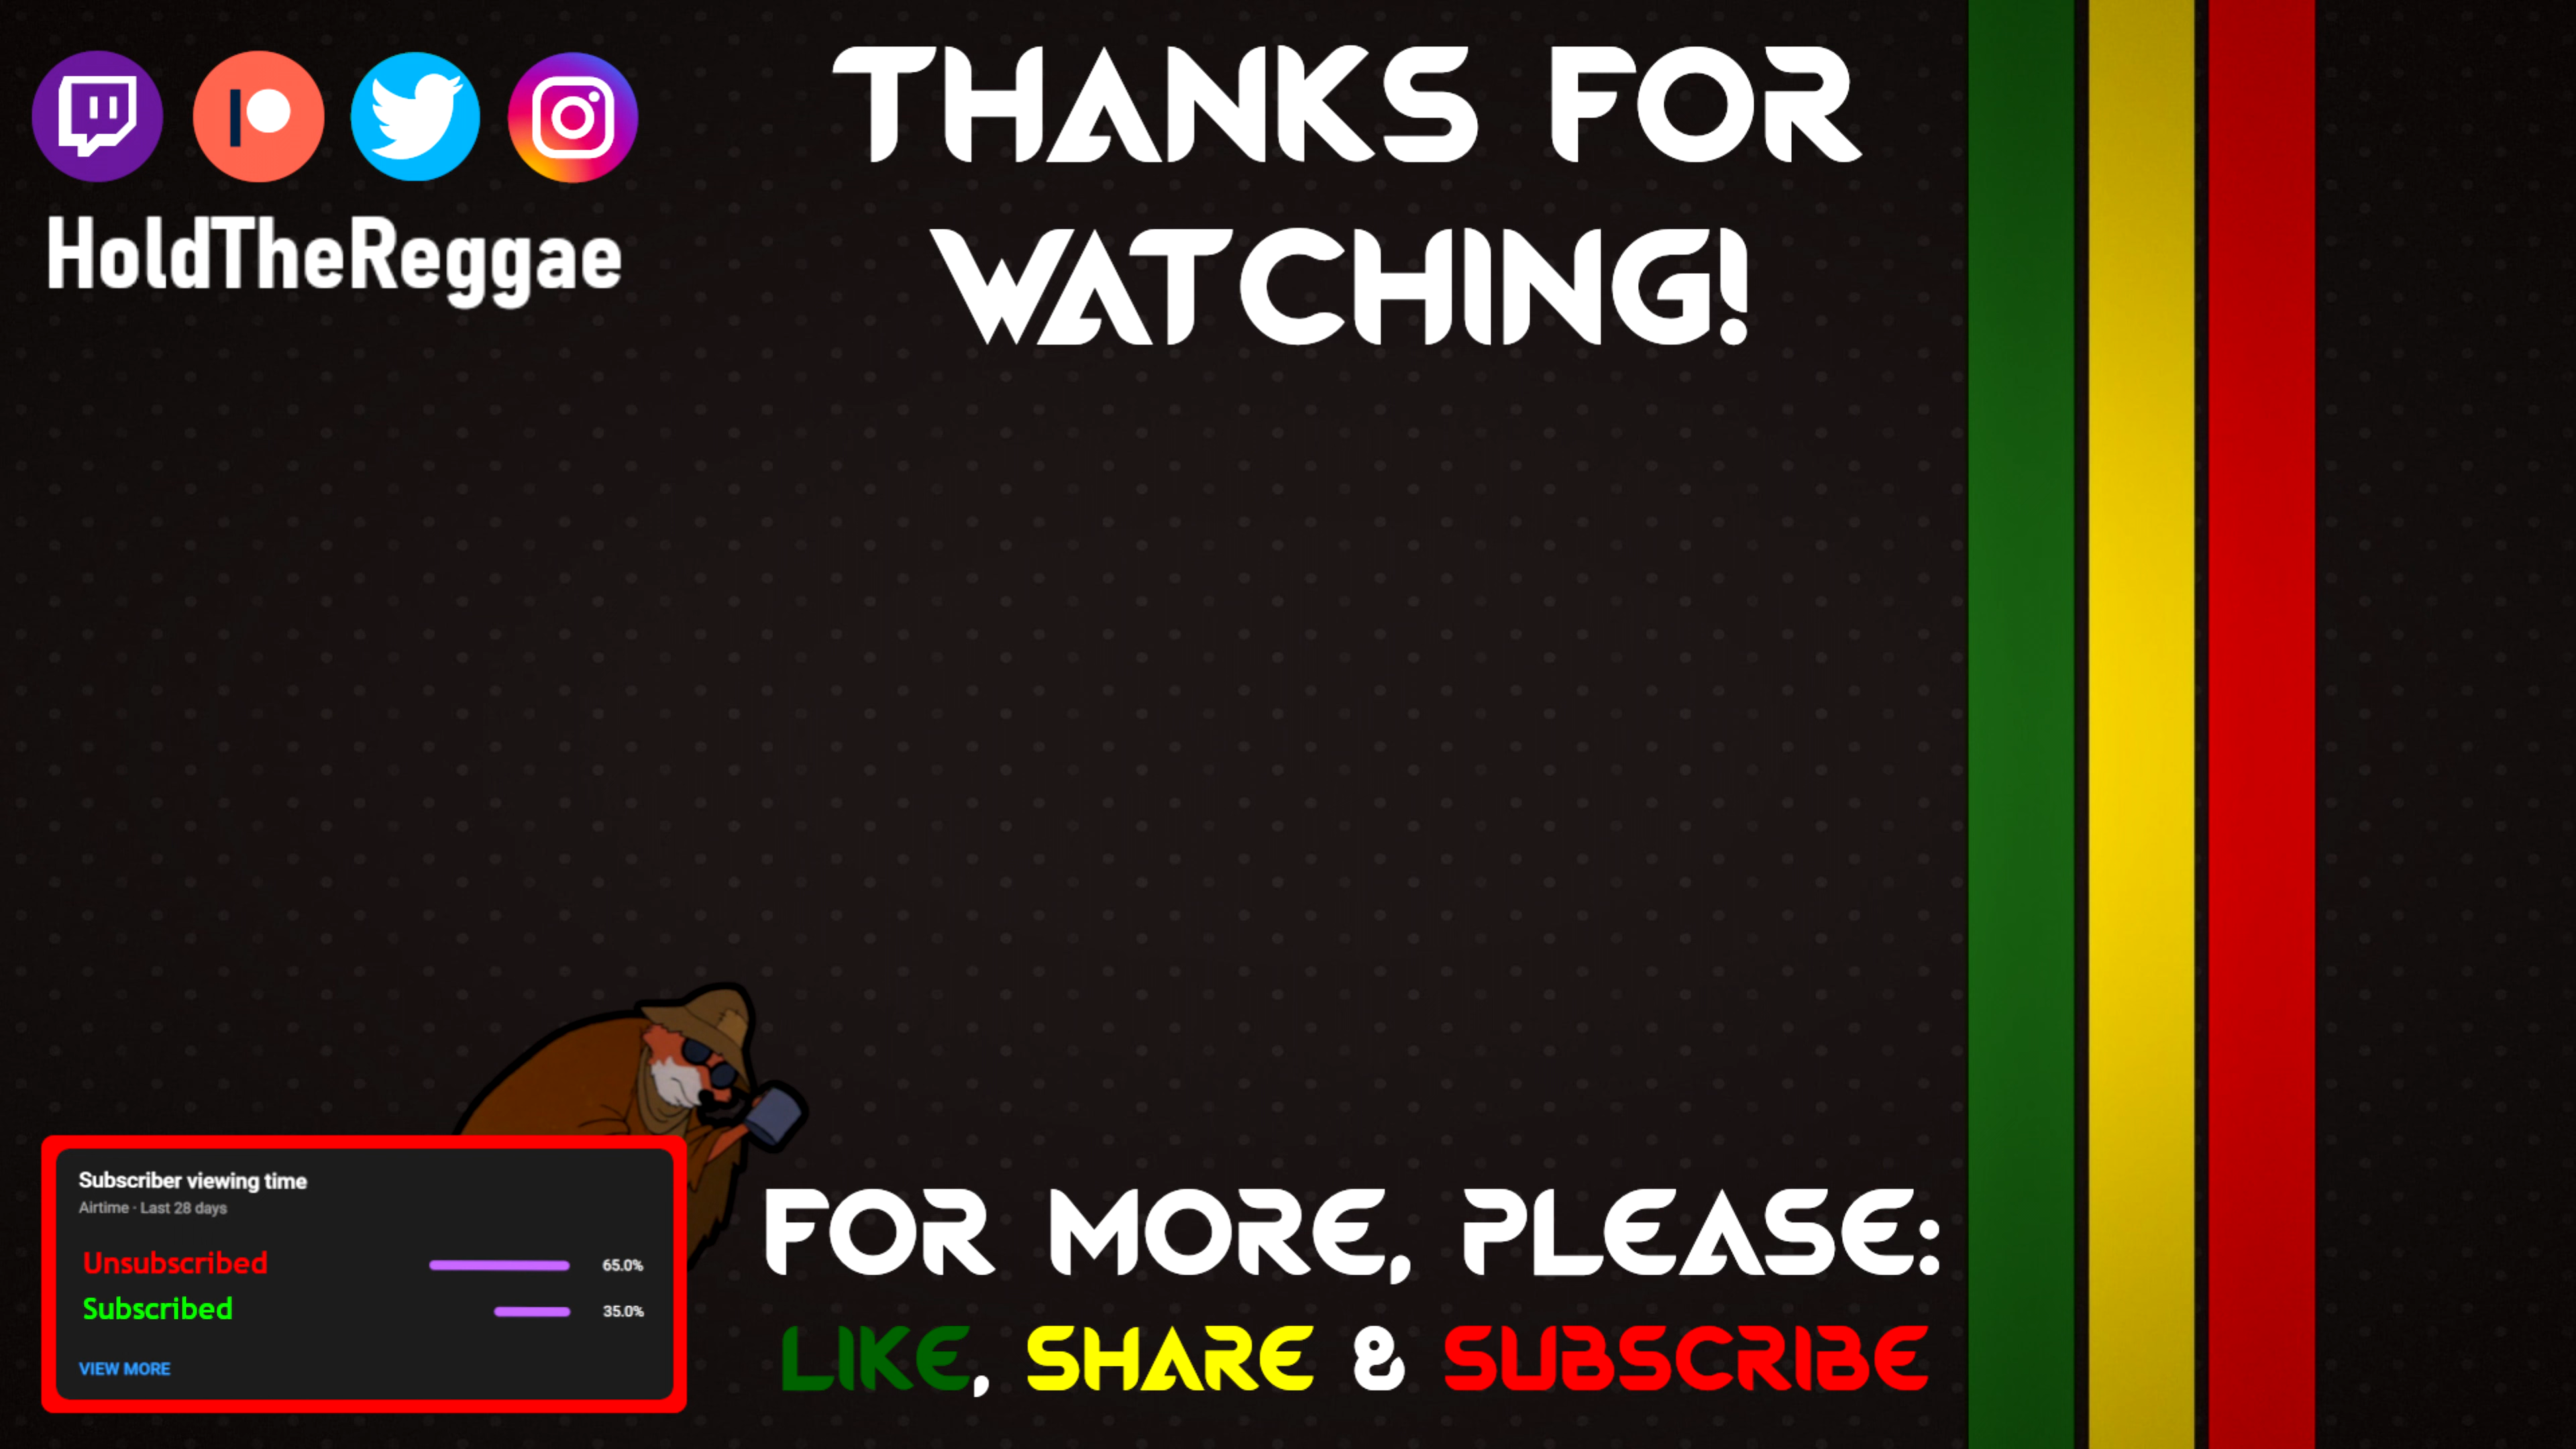 THANKS FOR
WATCHING!
HoldTheReggae
Subscriber viewing time
Airtime · Last 28 days
Unsubscribed 65.0%
Subscribed 35.0%
VIEW MORE
FOR MORE, PLEASE:
LIKE, SHARE & SUBSCRIBE